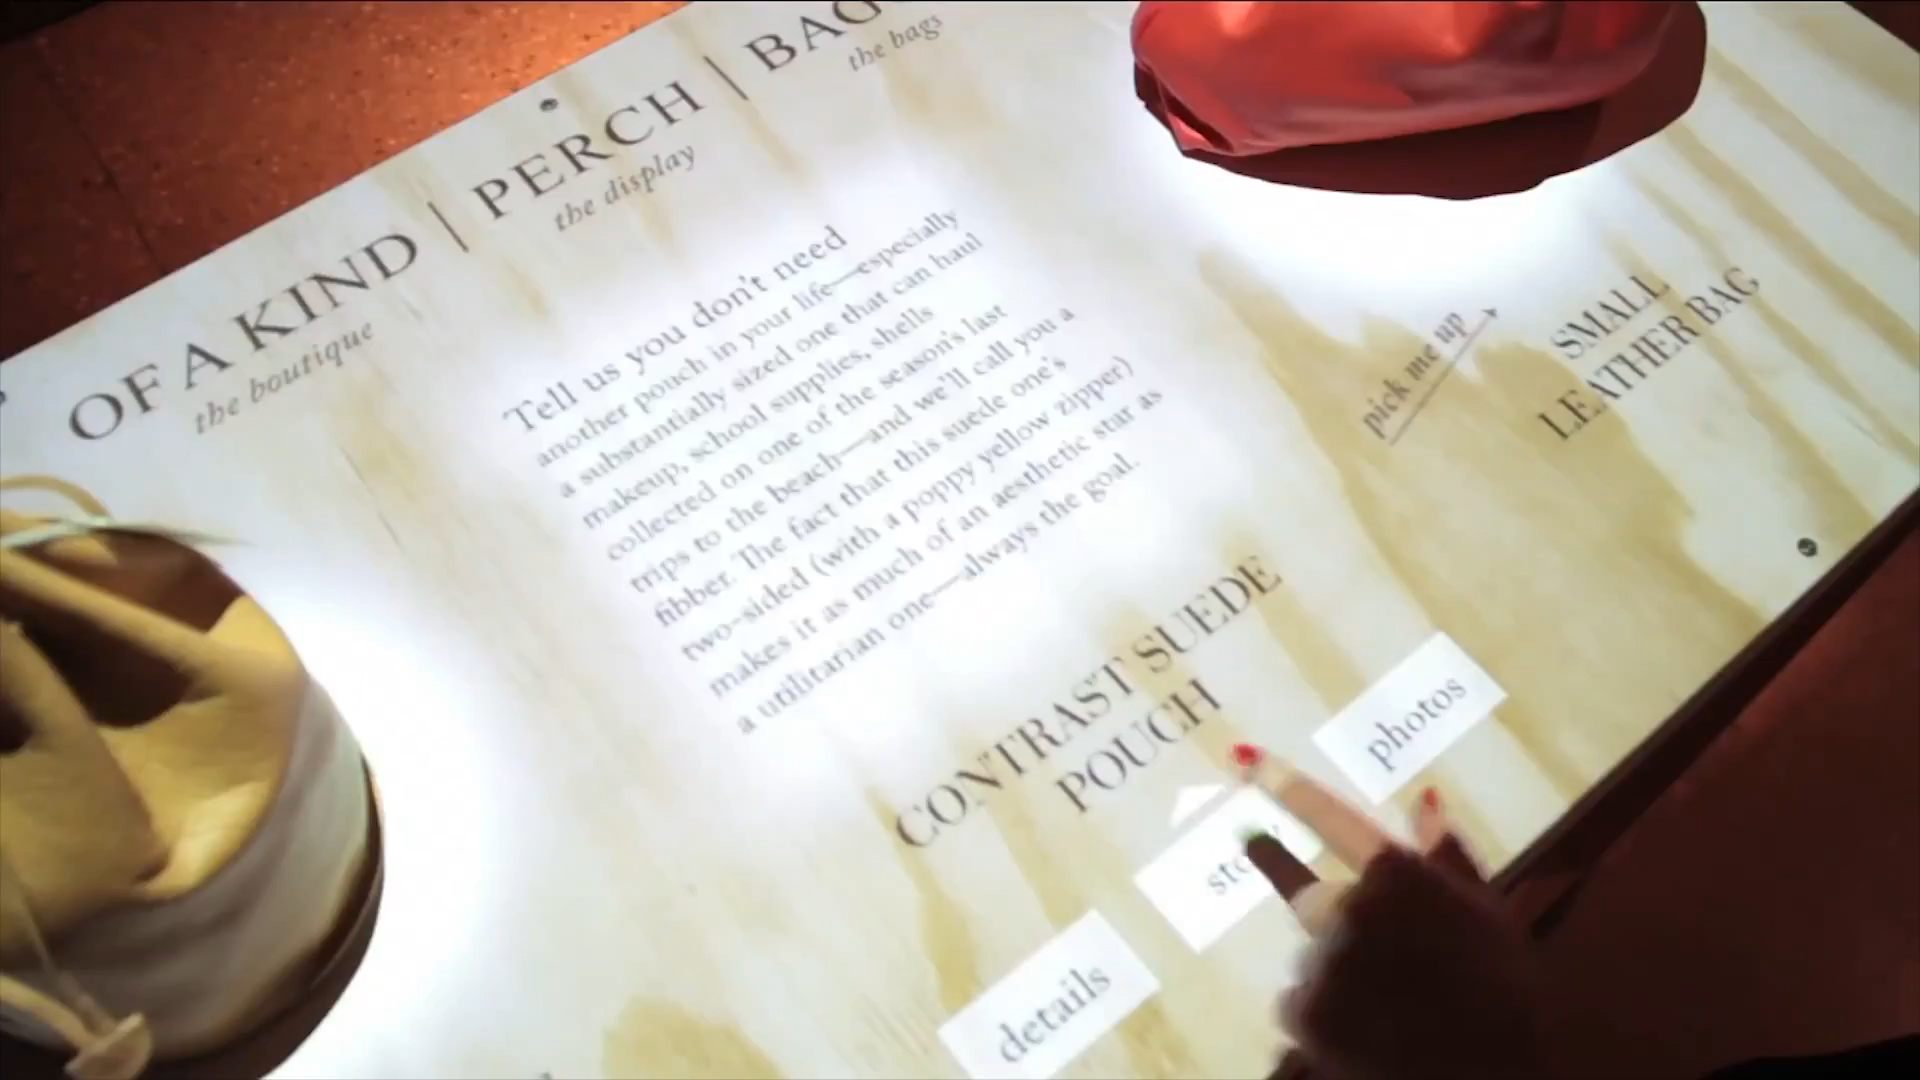 OF A KIND | PERCH |
the boutique
the display
the bags
Tell us you don't need
another pouch in your life—especially
a substantially sized one that can haul
makeup, school supplies, shells
collected on one of the season's last
trips to the beach—and we'll call you a
fibber. The fact that this suede one's
two-sided (with a poppy yellow zipper)
makes it as much of an aesthetic star as
a utilitarian one—always the goal.
pick me up
SMALL
LEATHER BAG
CONTRAST SUEDE
POUCH
details
photos